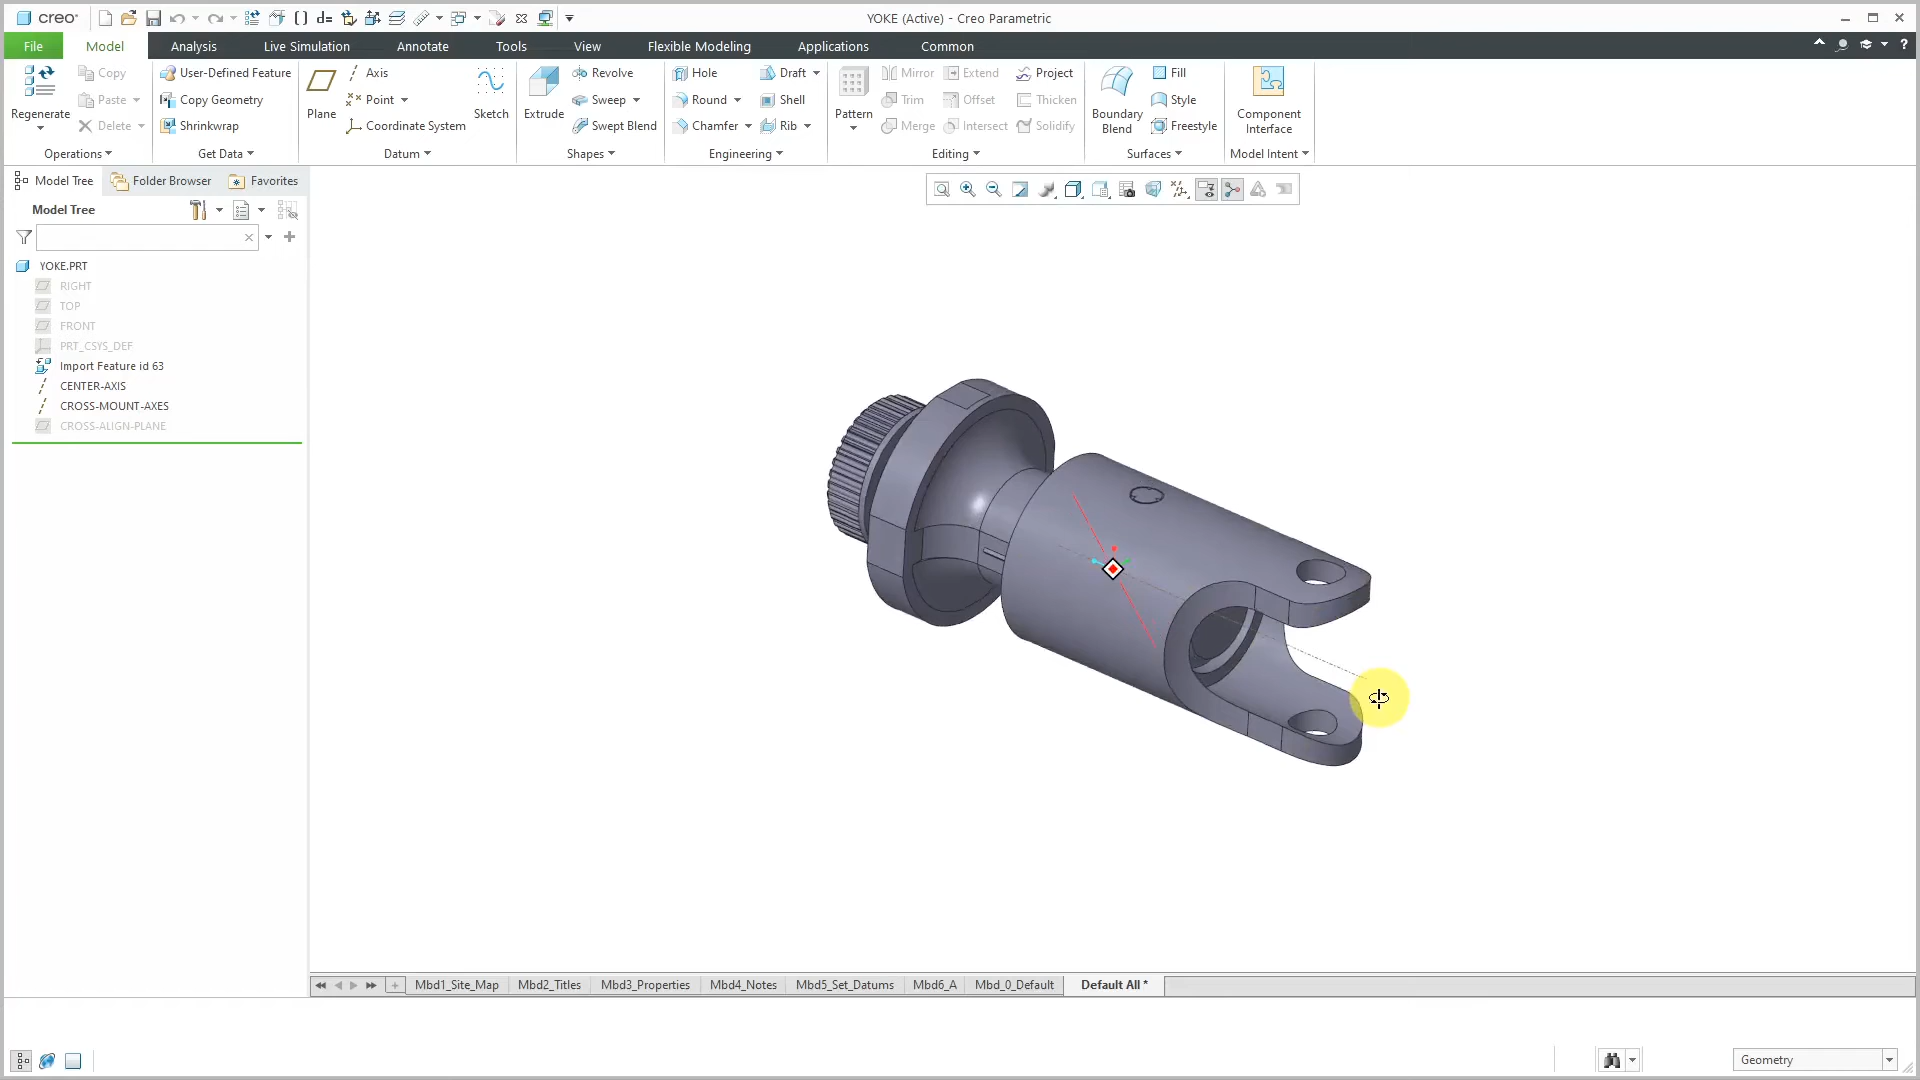 creo
YOKE (Active) - Creo Parametric
File Model Analysis Live Simulation Annotate Tools View Flexible Modeling Applications Common
Regenerate Copy Paste Delete
Operations
User-Defined Feature
Copy Geometry
Shrinkwrap
Get Data
Plane Axis Point Coordinate System Sketch
Datum
Extrude Revolve Sweep Swept Blend
Shapes
Hole Draft
Round Shell
Chamfer Rib
Engineering
Pattern Mirror Extend Project
Trim Offset Thicken
Merge Intersect Solidify
Editing
Boundary Blend Fill Style Freestyle
Surfaces
Component Interface
Model Intent
Model Tree Folder Browser Favorites
Model Tree
YOKE.PRT
RIGHT
TOP
FRONT
PRT_CSYS_DEF
Import Feature id 63
CENTER-AXIS
CROSS-MOUNT-AXES
CROSS-ALIGN-PLANE
Mbd1_Site_Map Mbd2_Titles Mbd3_Properties Mbd4_Notes Mbd5_Set_Datums Mbd6_A Mbd_0_Default Default All *
Geometry